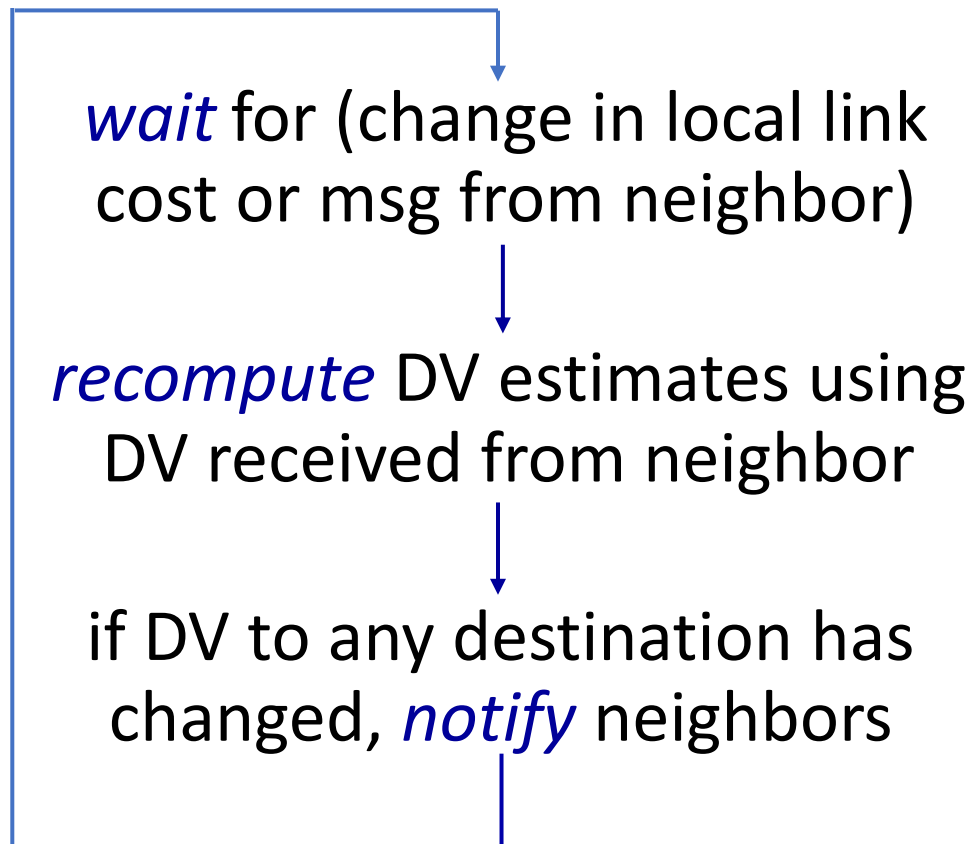 wait for (change in local link
cost or msg from neighbor)
recompute DV estimates using
DV received from neighbor
if DV to any destination has
changed, notify neighbors